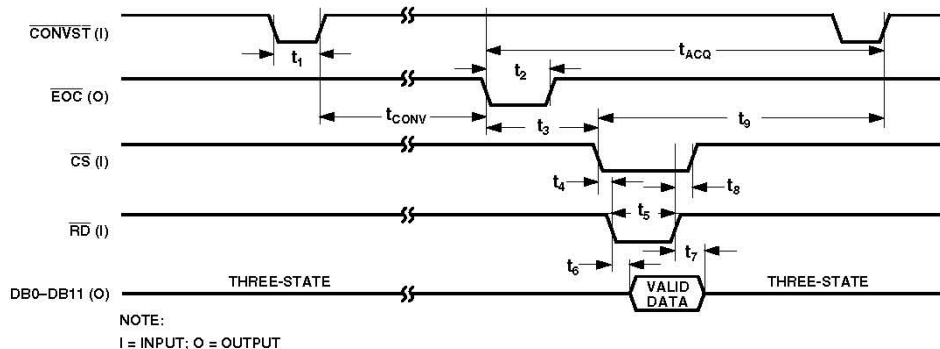 CONVST (I)
t1
tACQ
t2
EOC (O)
tCONV
t3
t9
CS (I)
t4
t8
t5
RD (I)
t6
t7
DB0–DB11 (O)
THREE-STATE
VALID
DATA
THREE-STATE
NOTE:
I = INPUT; O = OUTPUT